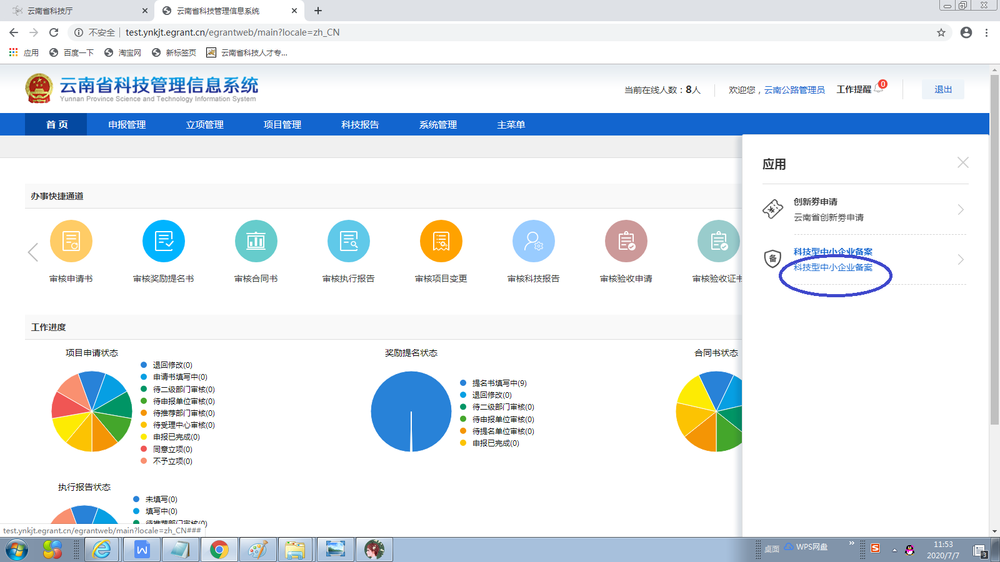 云南省科技厅
云南省科技管理信息系统
不安全 test.ynkjt.egrant.cn/egrantweb/main?locale=zh_CN
应用 百度一下 淘宝网 新标签页 云南省科技人才专...
云南省科技管理信息系统
Yunnan Province Science and Technology Information System
当前在线人数：8人 欢迎您，云南公路管理员 工作提醒 0 退出
首 页 申报管理 立项管理 项目管理 科技报告 系统管理 主菜单
办事快捷通道
审核申请书 审核奖励提名书 审核合同书 审核执行报告 审核项目变更 审核科技报告 审核验收申请 审核验收证书
工作进度
项目申请状态
退回修改(0)
申请书填写中(0)
待二级部门审核(0)
待申报单位审核(0)
待推荐部门审核(0)
待受理中心审核(0)
申报已完成(0)
同意立项(0)
不予立项(0)
奖励提名状态
提名书填写中(9)
退回修改(0)
待二级部门审核(0)
待申报单位审核(0)
待提名单位审核(0)
申报已完成(0)
合同书状态
执行报告状态
未填写(0)
填写中(0)
待推荐部门审核(0)
应用
创新劵申请
云南省创新劵申请
备
科技型中小企业备案
科技型中小企业备案
test.ynkjt.egrant.cn/egrantweb/main?locale=zh_CN###
桌面 WPS网盘 »
11:53
2020/7/7
3